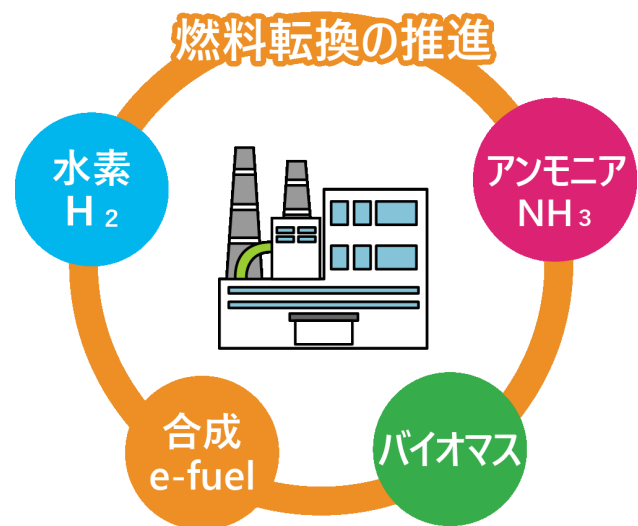 燃料転換の推進
水素
H2
アンモニア
NH3
合成
e-fuel
バイオマス